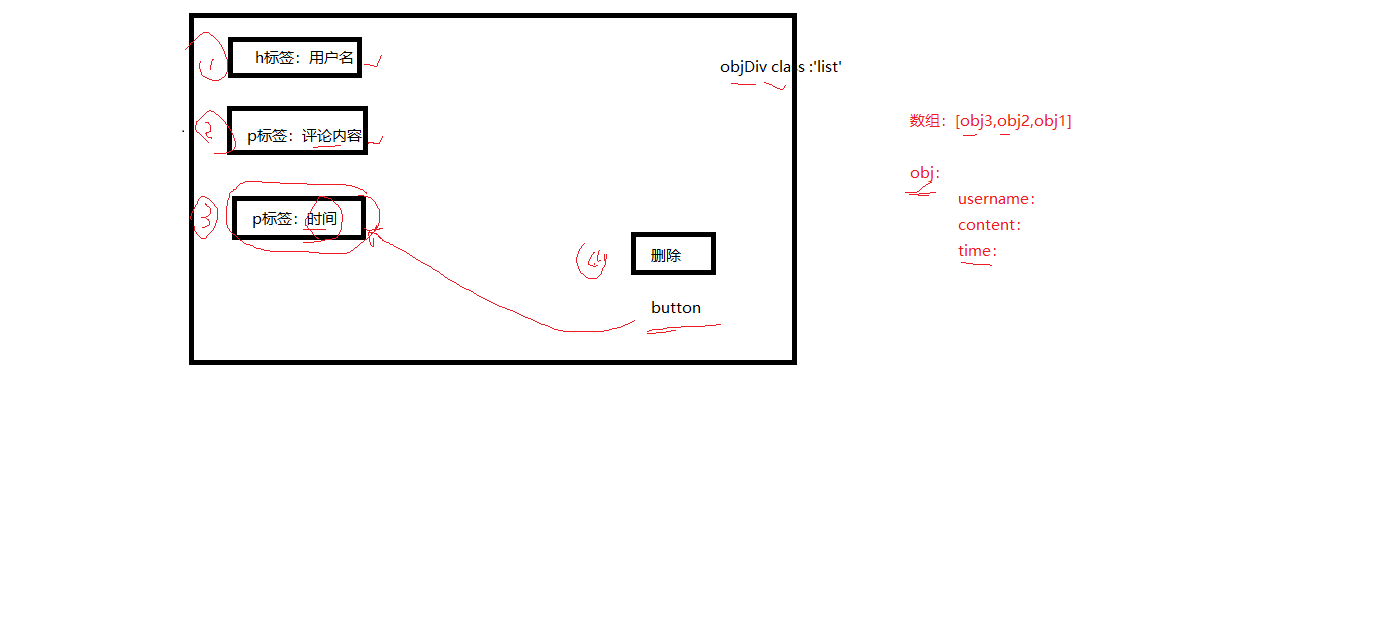 1
h标签：用户名
objDiv class :'list'
2
p标签：评论内容
数组：[obj3,obj2,obj1]
obj：
username：
3
p标签：时间
content：
time：
4
删除
button